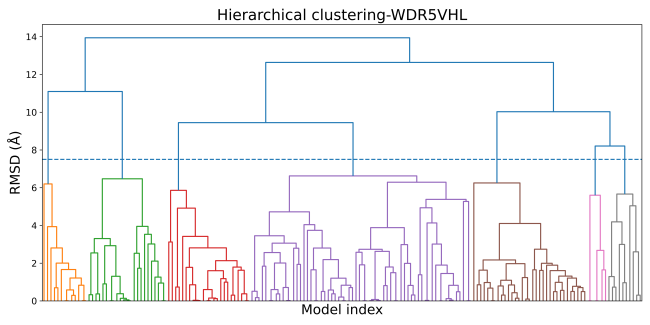 Hierarchical clustering-WDR5VHL
14
12
10
8
6
4
2
0
RMSD (Å)
Model index